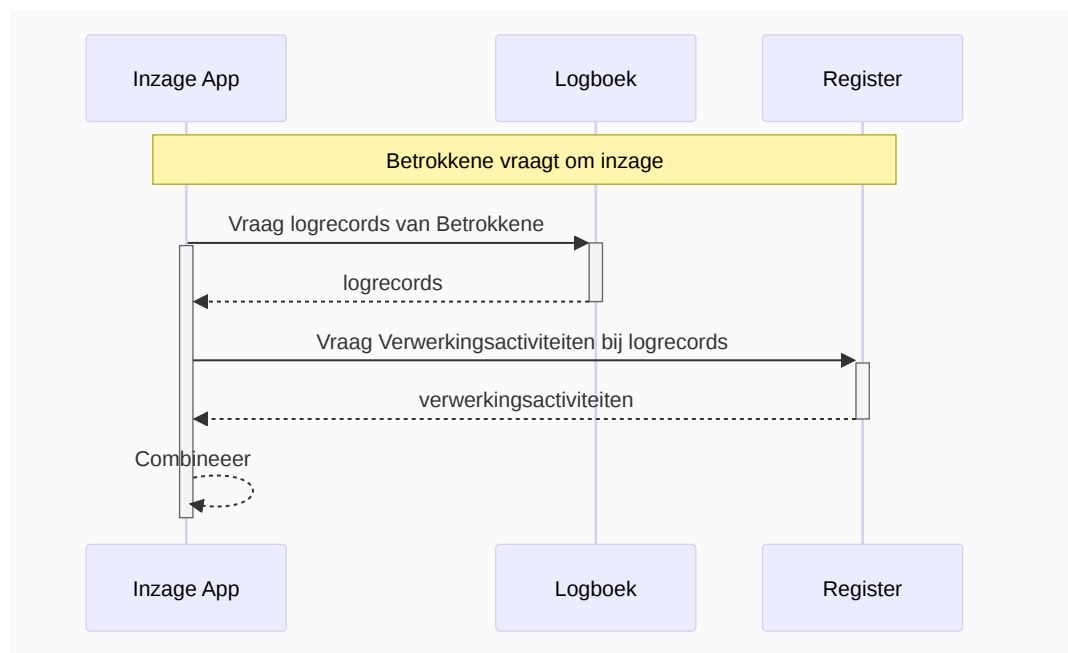 Inzage App
Logboek
Register
Betrokkene vraagt om inzage
Vraag logrecords van Betrokkene
logrecords
Vraag Verwerkingsactiviteiten bij logrecords
verwerkingsactiviteiten
Combineeer
Inzage App
Logboek
Register